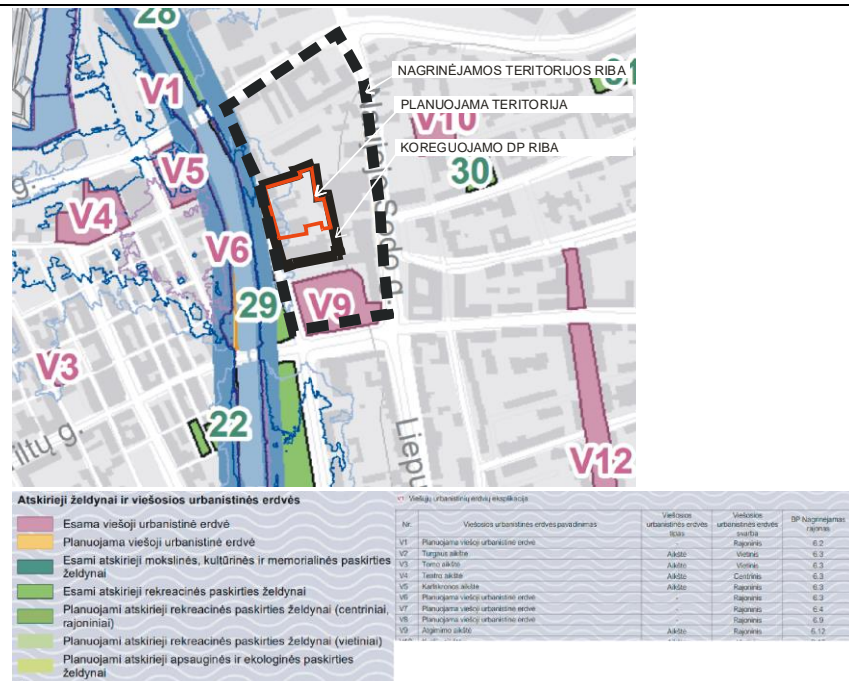 28
NAGRINĖJAMOS TERITORIJOS RIBA
V1
PLANUOJAMA TERITORIJA
V10
KOREGUOJAMO DP RIBA
V5
30
g.
V4
Sodo g.
V6
29
V9
V3
Liepų
22
iltų g.
V12
Atskirieji želdynai ir viešosios urbanistinės erdvės
Esama viešoji urbanistinė erdvė
Planuojama viešoji urbanistinė erdvė
Esami atskirieji mokslinės, kultūrinės ir memorialinės paskirties
želdynai
Esami atskirieji rekreacinės paskirties želdynai
Planuojami atskirieji rekreacinės paskirties želdynai (centriniai,
rajoniniai)
Planuojami atskirieji rekreacinės paskirties želdynai (vietiniai)
Planuojami atskirieji apsauginės ir ekologinės paskirties
želdynai
Viešųjų urbanistinių erdvių eksplikacija
Nr. Viešosios urbanistinės erdvės pavadinimas Viešosios urbanistinės erdvės tipas Viešosios urbanistinės erdvės svarba BP Nagrinėjamas rajonas
V1 Planuojama viešoji urbanistinė erdvė Rajoninis 6.2
V2 Turgaus aikštė Aikštė Vietinis 6.3
V3 Tomo aikštė Aikštė Vietinis 6.3
V4 Teatro aikštė Aikštė Centrinis 6.3
V5 Karlskronos aikštė Aikštė Rajoninis 6.3
V6 Planuojama viešoji urbanistinė erdvė - Rajoninis 6.3
V7 Planuojama viešoji urbanistinė erdvė - Rajoninis 6.4
V8 Planuojama viešoji urbanistinė erdvė - Rajoninis 6.9
V9 Atgimimo aikštė Aikštė Rajoninis 6.12